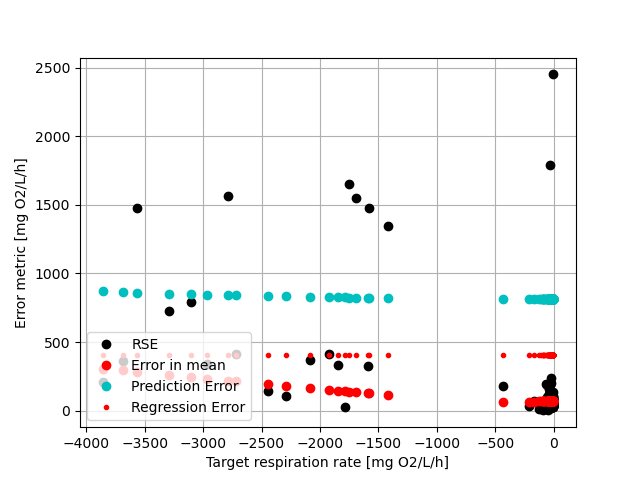 2500
2000
1500
1000
500
0
Error metric [mg O2/L/h]
RSE
Error in mean
Prediction Error
Regression Error
−4000 −3500 −3000 −2500 −2000 −1500 −1000 −500 0
Target respiration rate [mg O2/L/h]